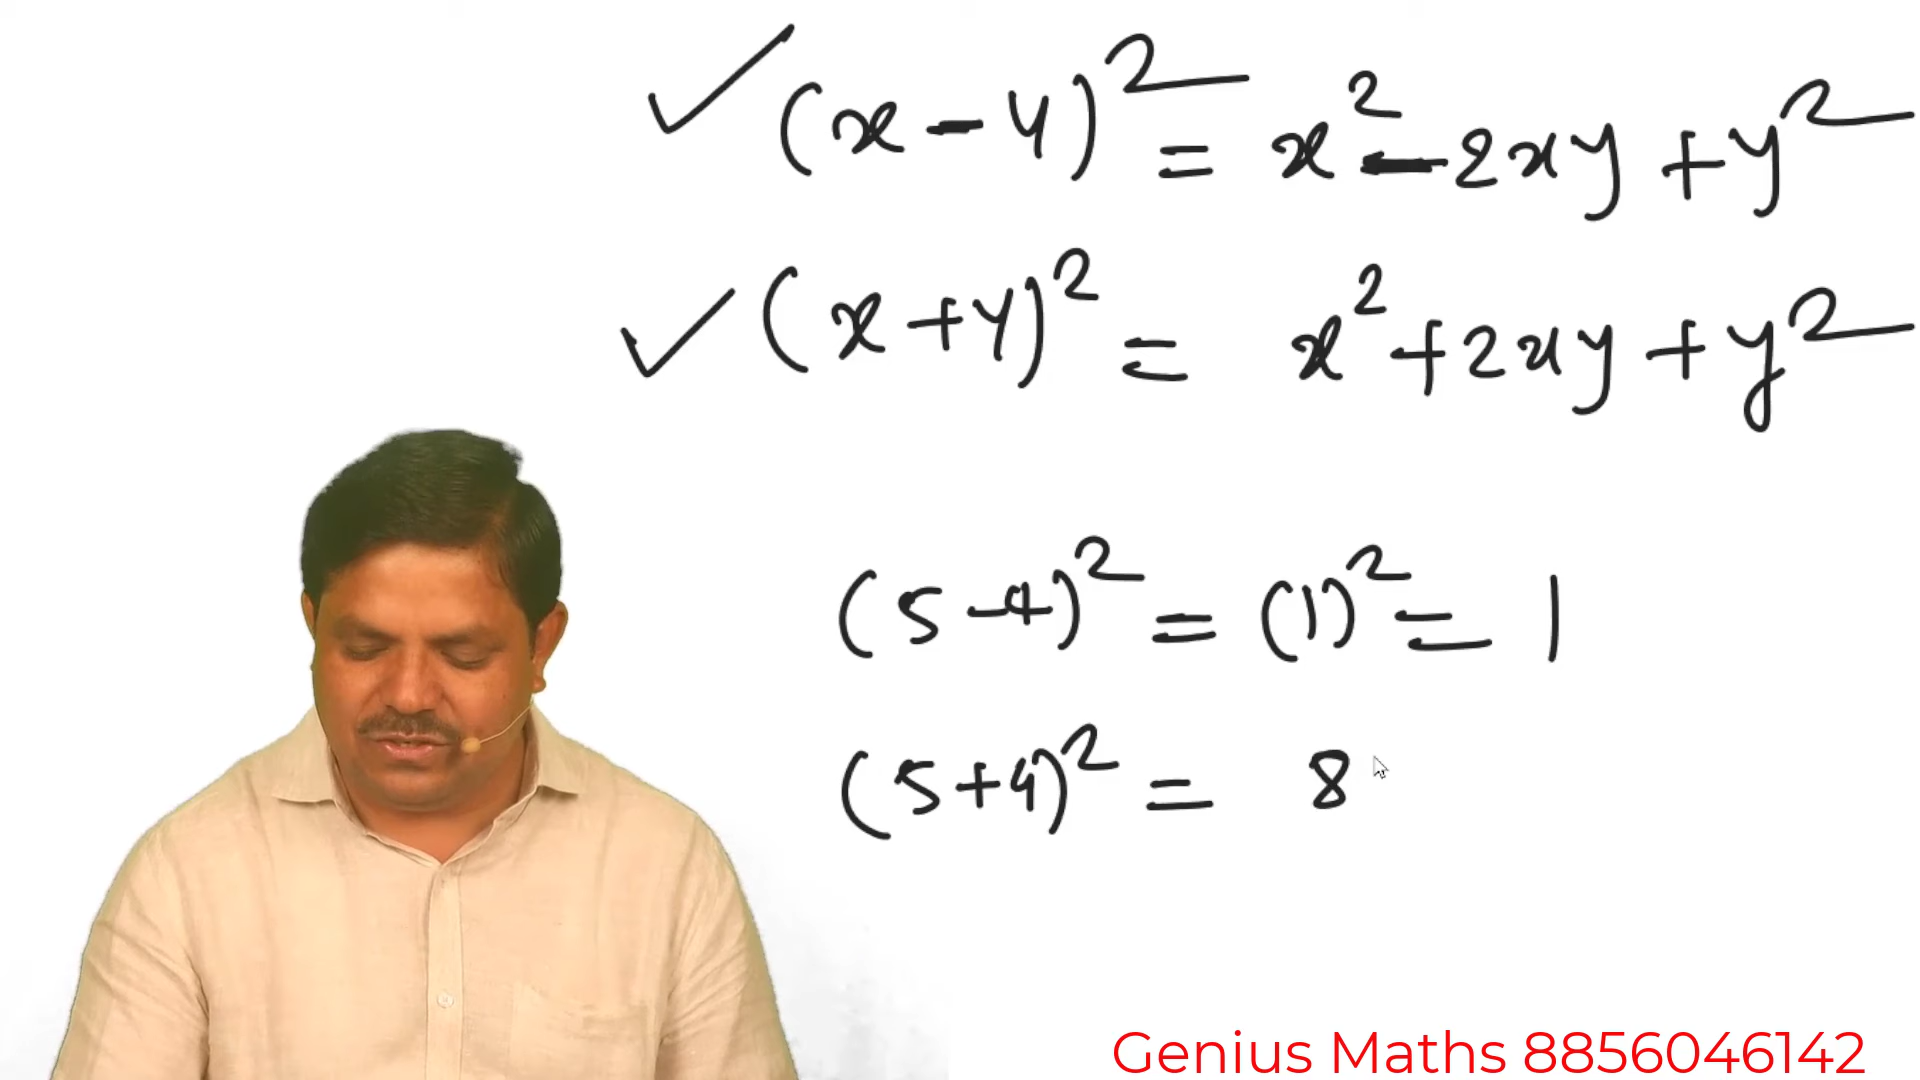 (x - y)² = x² - 2xy + y²
(x + y)² = x² + 2xy + y²
(5 - 4)² = (1)² = 1
(5 + 4)² = 8
Genius Maths 8856046142